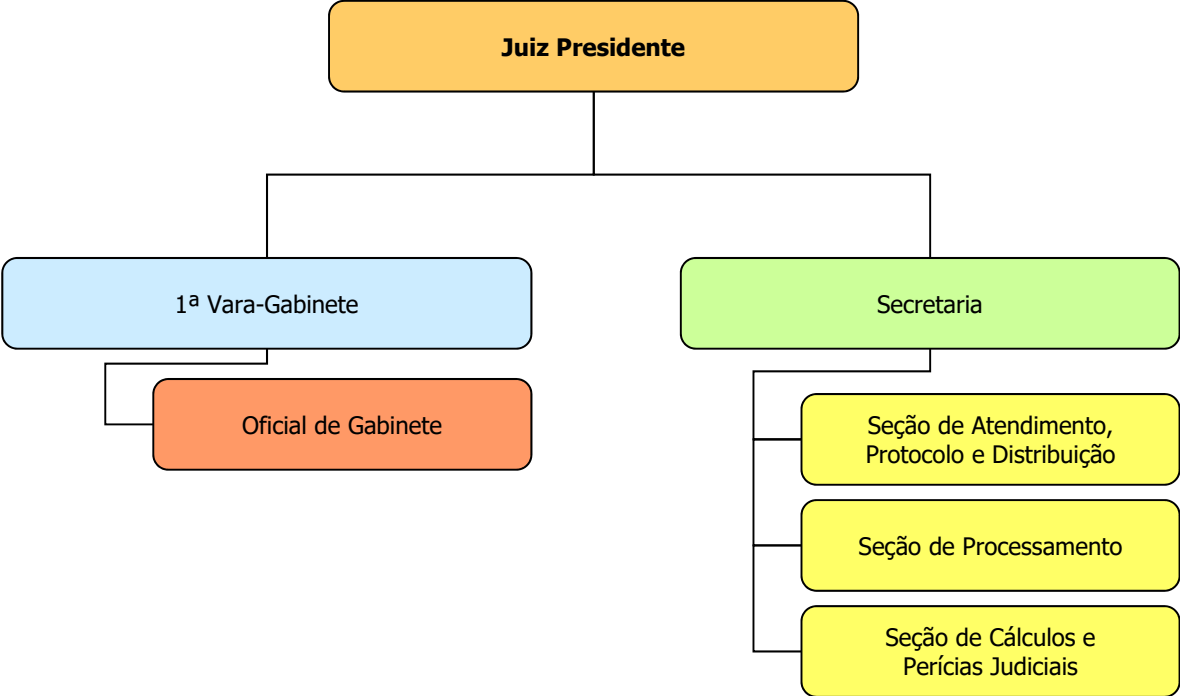 Juiz Presidente
1ª Vara-Gabinete
Secretaria
Oficial de Gabinete
Seção de Atendimento,
Protocolo e Distribuição
Seção de Processamento
Seção de Cálculos e
Perícias Judiciais